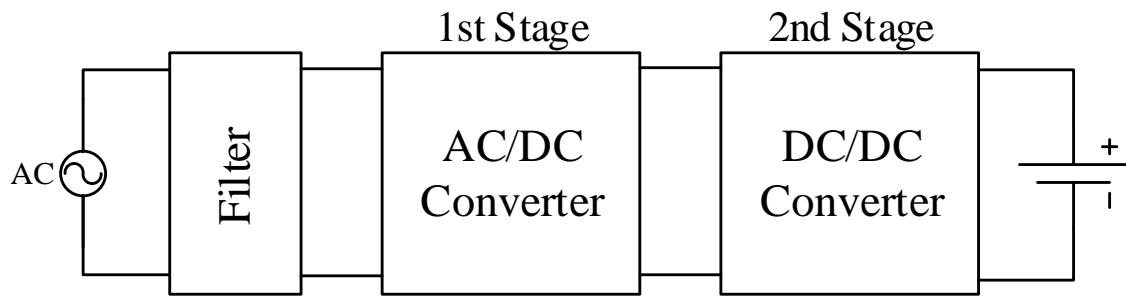 1st Stage
2nd Stage
AC
Filter
AC/DC
Converter
DC/DC
Converter
+
-